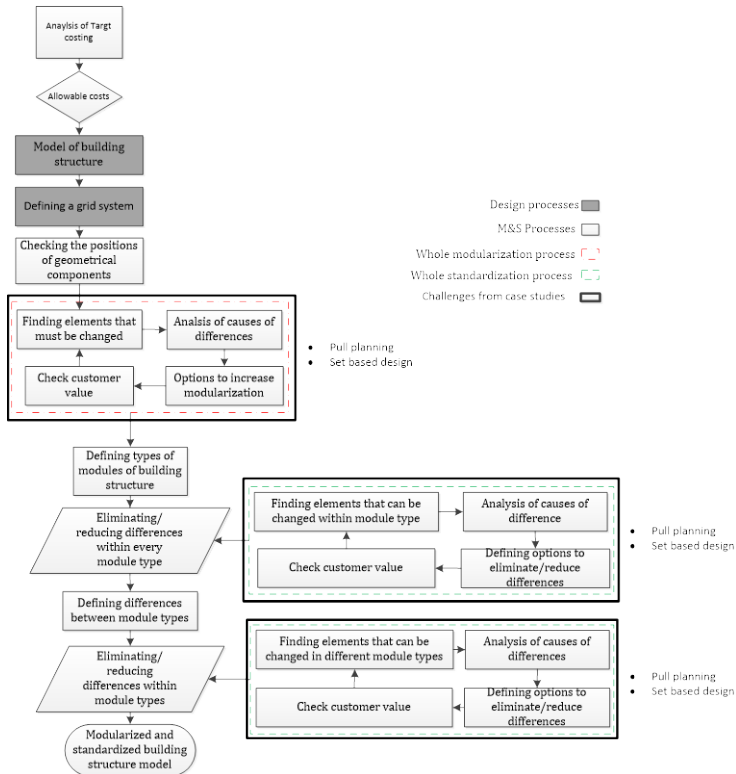 Anaylsis of Targt
costing
Allowable costs
Model of building
structure
Defining a grid system
Checking the positions
of geometrical
components
Design processes
M&S Processes
Whole modularization process
Whole standardization process
Challenges from case studies
Finding elements that
must be changed
Analsis of causes of
differences
Check customer
value
Options to increase
modularization
• Pull planning
• Set based design
Defining types of
modules of building
structure
Eliminating/
reducing differences
within every
module type
Finding elements that can be
changed within module type
Analysis of causes of
difference
Check customer value
Defining options to
eliminate/reduce
differences
• Pull planning
• Set based design
Defining differences
between module types
Eliminating/
reducing
differences within
module types
Finding elements that can be
changed in different module types
Analysis of causes of
differences
Check customer value
Defining options to
eliminate/reduce
differences
• Pull planning
• Set based design
Modularized and
standardized building
structure model